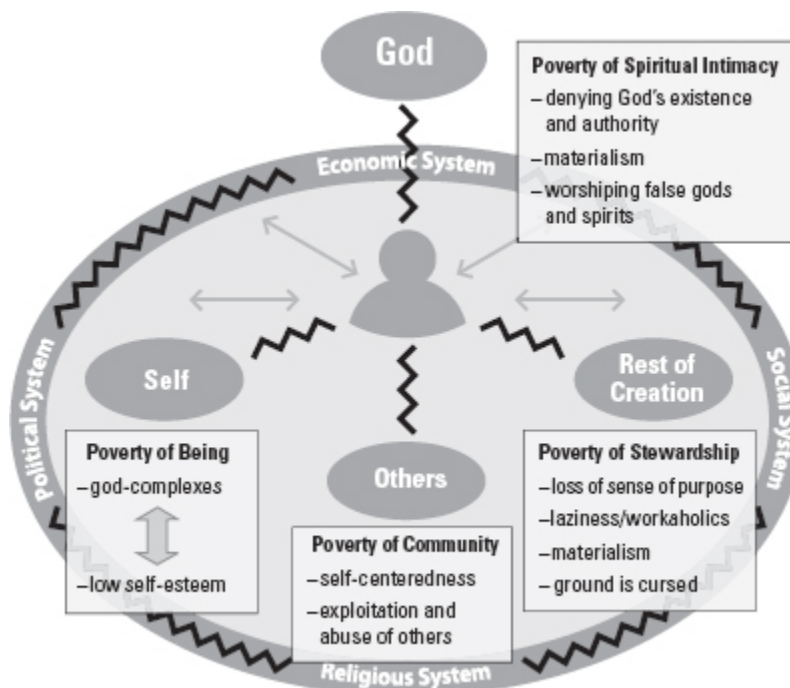 God
Poverty of Spiritual Intimacy
– denying God's existence
and authority
– materialism
– worshiping false gods
and spirits
Economic System
Political System
Social System
Religious System
Self
Rest of
Creation
Others
Poverty of Being
– god-complexes
– low self-esteem
Poverty of Community
– self-centeredness
– exploitation and
abuse of others
Poverty of Stewardship
– loss of sense of purpose
– laziness/workaholics
– materialism
– ground is cursed